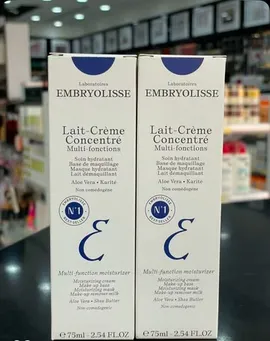 Laboratoires
EMBRYOLISSE
Lait-Crème
Concentré
Multi-fonctions
Soin hydratant
Base de maquillage
Masque hydratant
Lait démaquillant
Aloe Vera • Karité
Non comédogène
N°1
Multi-function moisturizer
Moisturizing cream
Make-up base
Moisturizing mask
Make-up remover milk
Aloe Vera • Shea Butter
Non comedogenic
℮ 75ml - 2.54 FL.OZ
Laboratoires
EMBRYOLISSE
Lait-Crème
Concentré
Multi-fonctions
Soin hydratant
Base de maquillage
Masque hydratant
Lait démaquillant
Aloe Vera • Karité
Non comédogène
N°1
Multi-function moisturizer
Moisturizing cream
Make-up base
Moisturizing mask
Make-up remover milk
Aloe Vera • Shea Butter
Non comedogenic
℮ 75ml - 2.54 FL.OZ